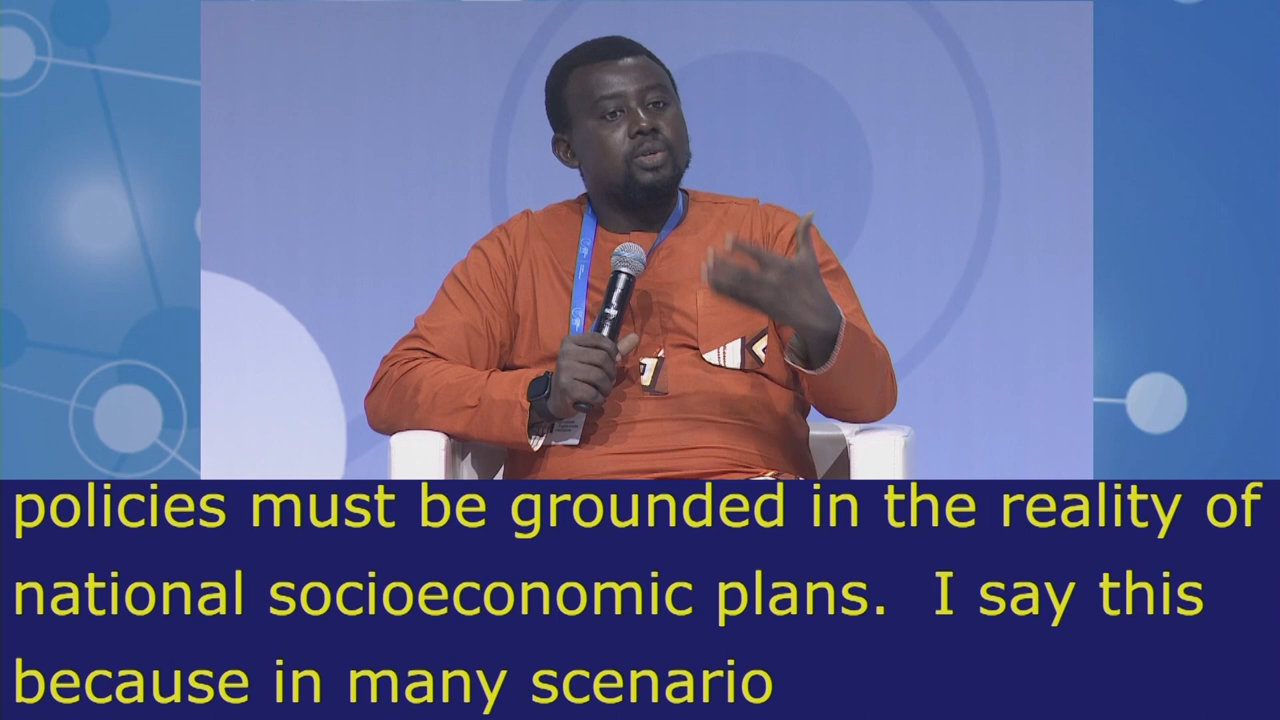 policies must be grounded in the reality of
national socioeconomic plans.  I say this
because in many scenario